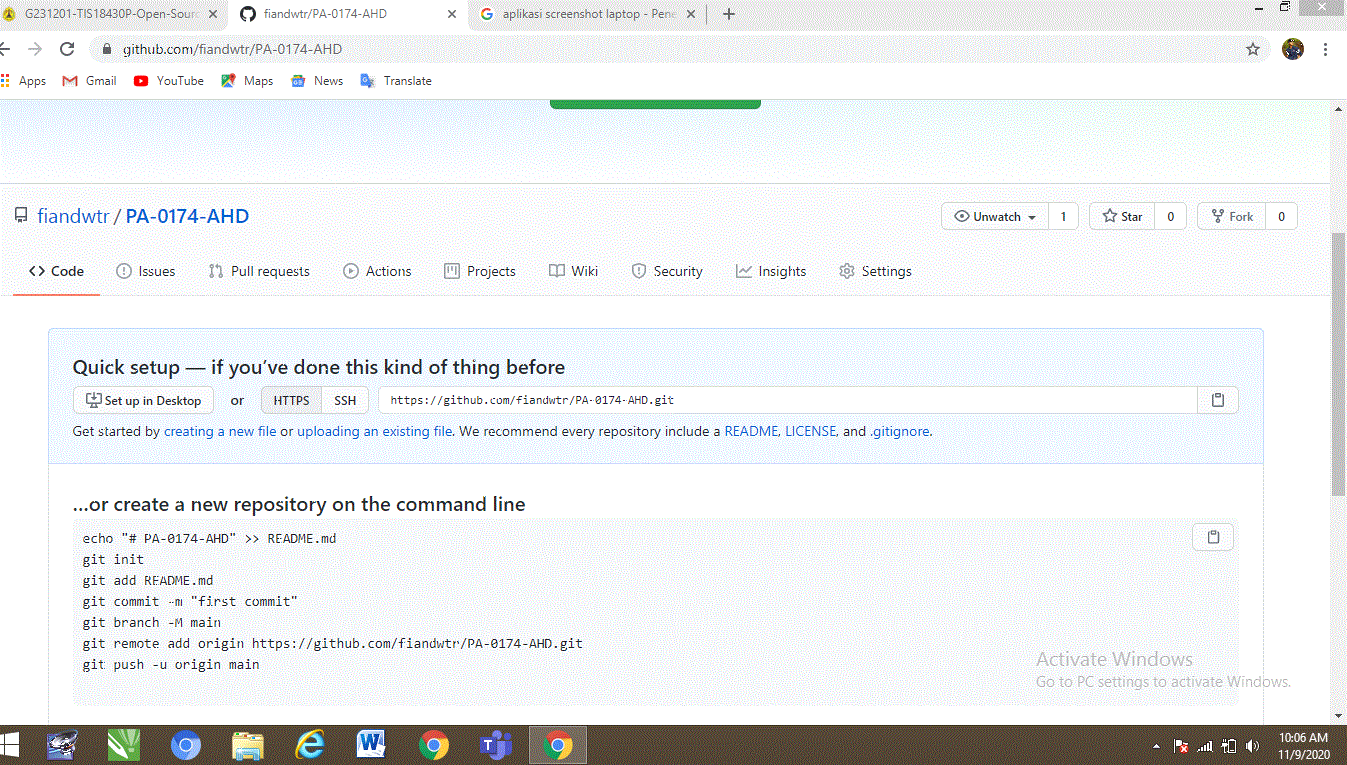 G231201-TIS18430P-Open-Sour
fiandwtr/PA-0174-AHD
aplikasi screenshot laptop - Pene
github.com/fiandwtr/PA-0174-AHD
Apps Gmail YouTube Maps News Translate
fiandwtr / PA-0174-AHD
Unwatch 1 Star 0 Fork 0
Code Issues Pull requests Actions Projects Wiki Security Insights Settings
Quick setup — if you’ve done this kind of thing before
Set up in Desktop or HTTPS SSH https://github.com/fiandwtr/PA-0174-AHD.git
Get started by creating a new file or uploading an existing file. We recommend every repository include a README, LICENSE, and .gitignore.
…or create a new repository on the command line
echo "# PA-0174-AHD" >> README.md
git init
git add README.md
git commit -m "first commit"
git branch -M main
git remote add origin https://github.com/fiandwtr/PA-0174-AHD.git
git push -u origin main
Activate Windows
Go to PC settings to activate Windows.
10:06 AM
11/9/2020